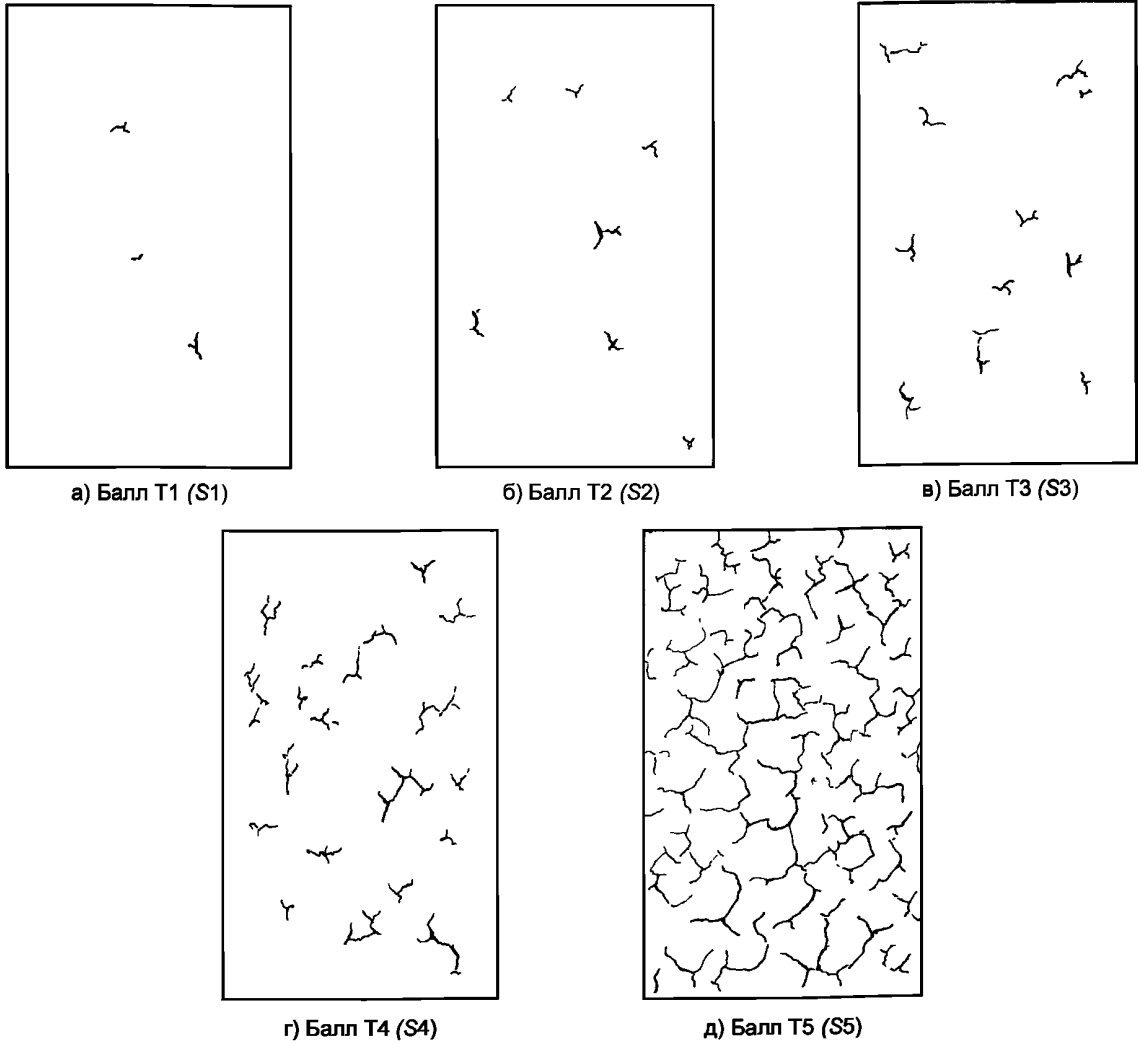 а) Балл Т1 (S1)
б) Балл Т2 (S2)
в) Балл Т3 (S3)
г) Балл Т4 (S4)
д) Балл Т5 (S5)